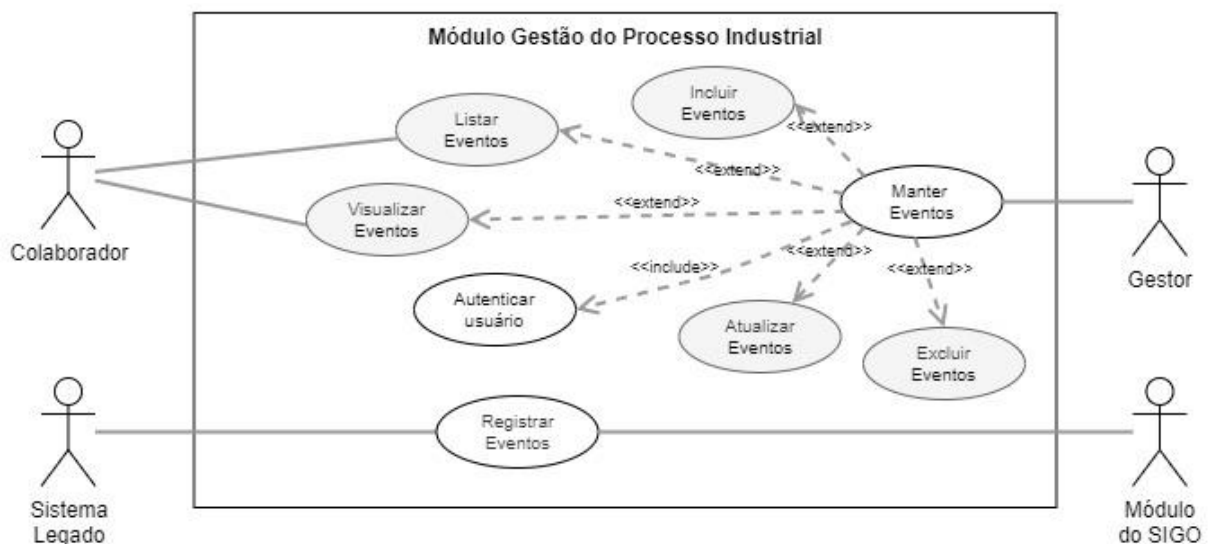 Módulo Gestão do Processo Industrial
Incluir
Eventos
Listar
Eventos
<<extend>>
<<extend>>
Manter
Eventos
Visualizar
Eventos
<<extend>>
Colaborador
<<extend>>
<<include>>
<<extend>>
Gestor
Autenticar
usuário
Atualizar
Eventos
Excluir
Eventos
Registrar
Eventos
Sistema
Legado
Módulo
do SIGO